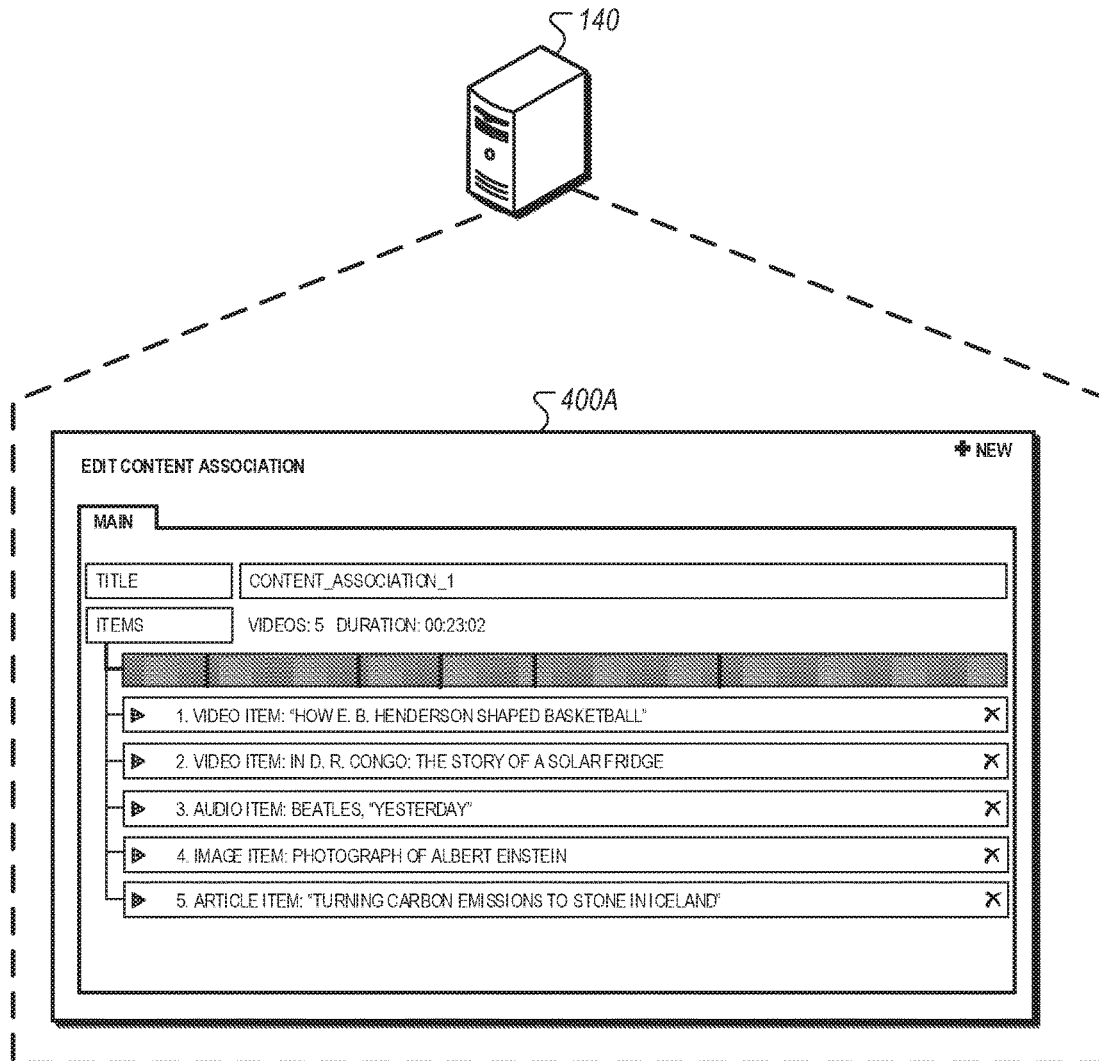 140
400A
NEW
EDIT CONTENT ASSOCIATION
MAIN
TITLE CONTENT_ASSOCIATION_1
ITEMS VIDEOS: 5 DURATION: 00:23:02
1. VIDEO ITEM: "HOW E. B. HENDERSON SHAPED BASKETBALL"
2. VIDEO ITEM: IN D. R. CONGO: THE STORY OF A SOLAR FRIDGE
3. AUDIO ITEM: BEATLES, "YESTERDAY"
4. IMAGE ITEM: PHOTOGRAPH OF ALBERT EINSTEIN
5. ARTICLE ITEM: "TURNING CARBON EMISSIONS TO STONE IN ICELAND"